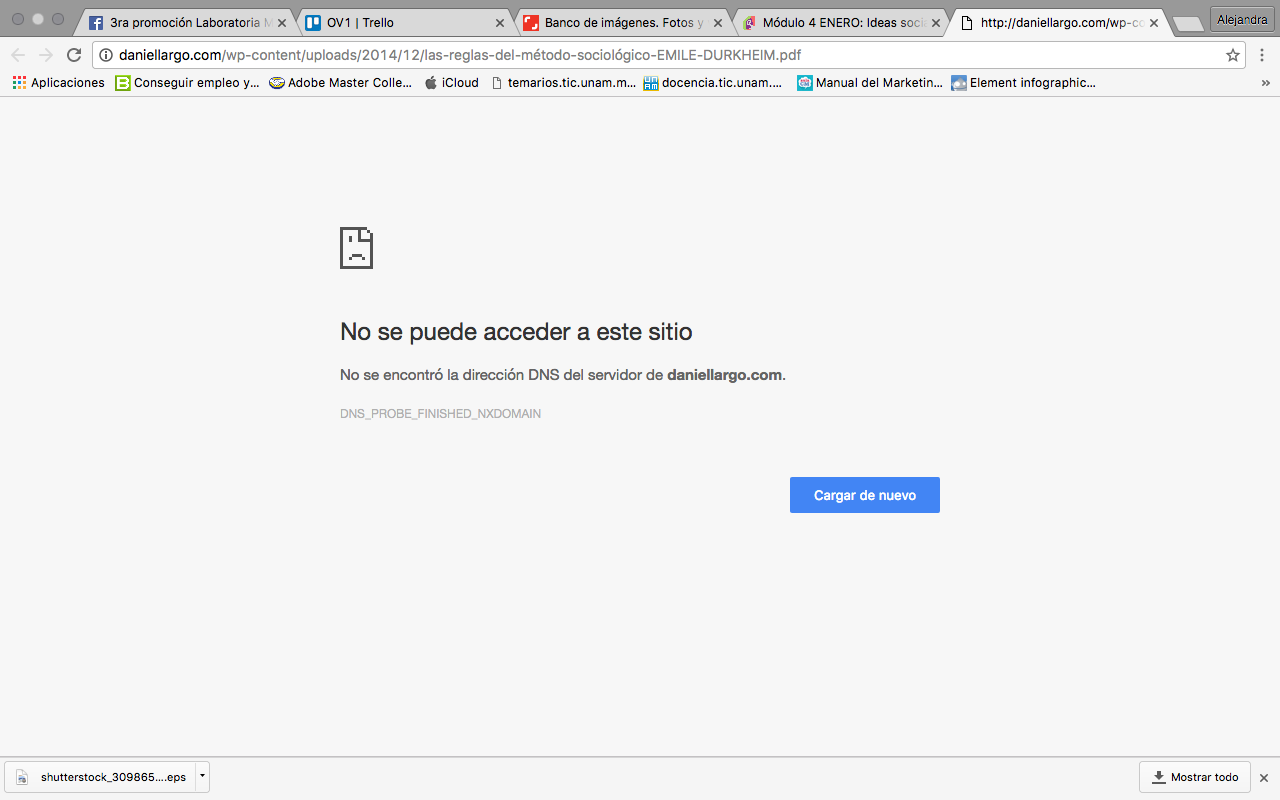 3ra promoción Laboratoria M
OV1 | Trello
Banco de imágenes. Fotos y
Módulo 4 ENERO: Ideas soci
http://daniellargo.com/wp-co
Alejandra
daniellargo.com/wp-content/uploads/2014/12/las-reglas-del-método-sociológico-EMILE-DURKHEIM.pdf
Aplicaciones
Conseguir empleo y...
Adobe Master Colle...
iCloud
temarios.tic.unam.m...
docencia.tic.unam....
Manual del Marketin...
Element infographic...
»
No se puede acceder a este sitio
No se encontró la dirección DNS del servidor de daniellargo.com.
DNS_PROBE_FINISHED_NXDOMAIN
Cargar de nuevo
shutterstock_309865....eps
Mostrar todo